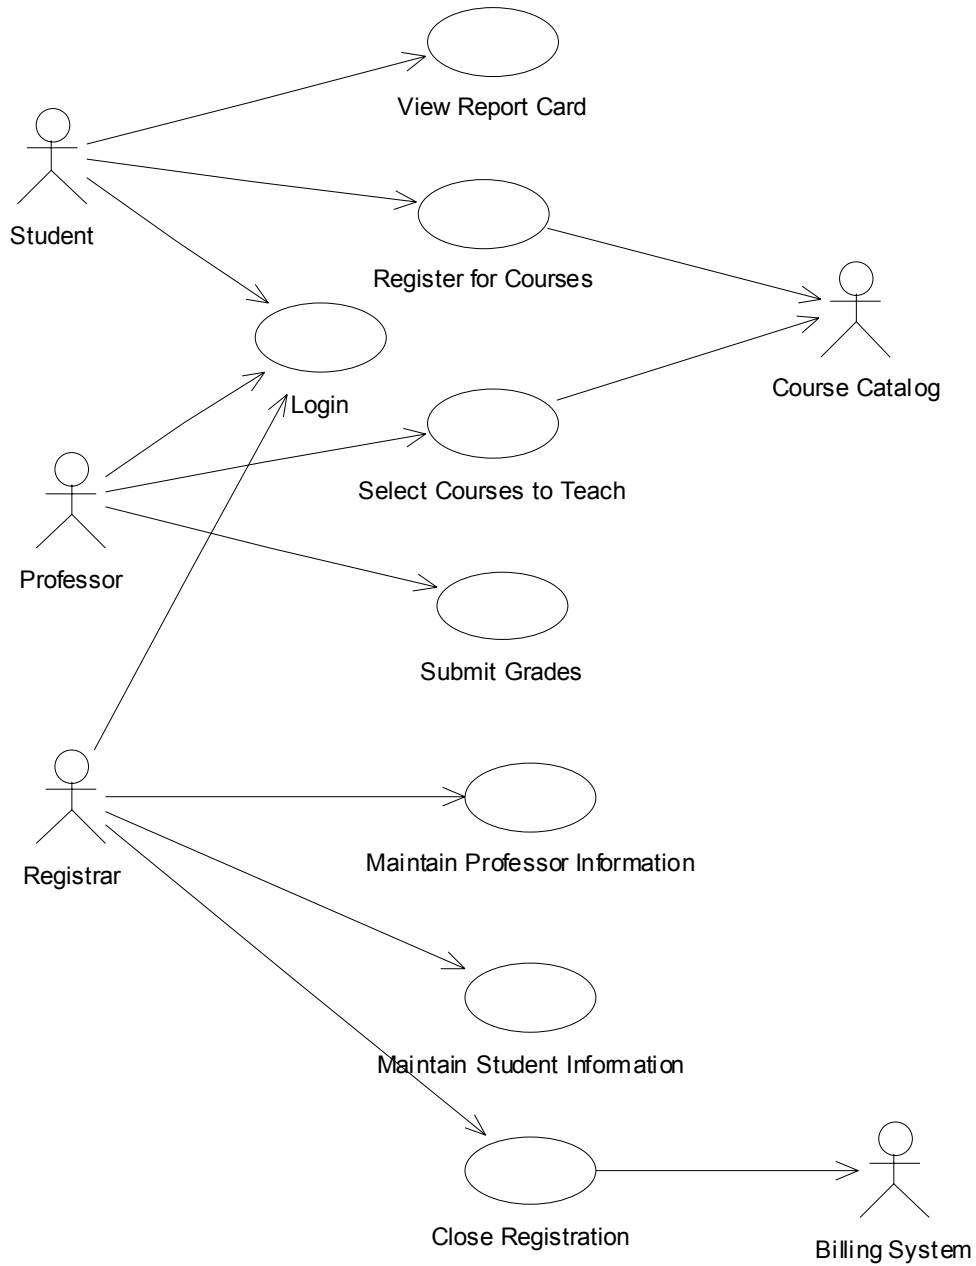 View Report Card
Student
Register for Courses
Course Catalog
Login
Select Courses to Teach
Professor
Submit Grades
Maintain Professor Information
Registrar
Maintain Student Information
Close Registration
Billing System